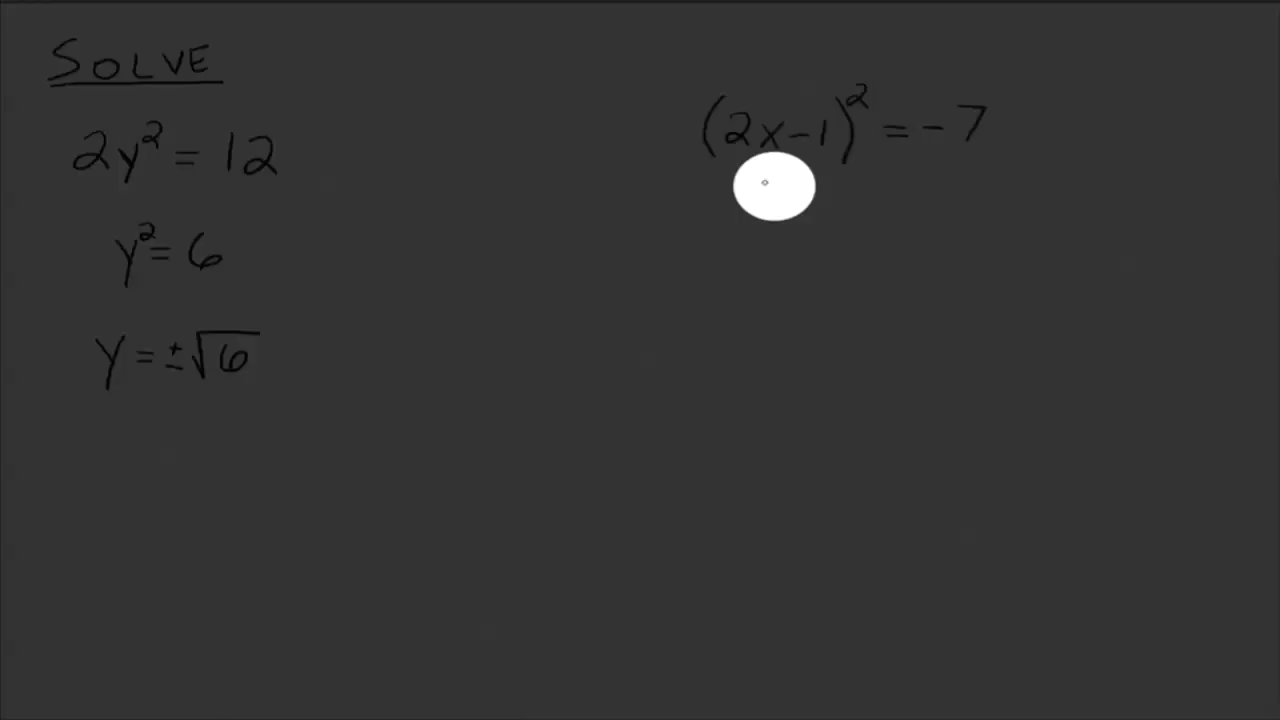 SOLVE
2y² = 12
y² = 6
y = ±√6
(2x-1)² = -7